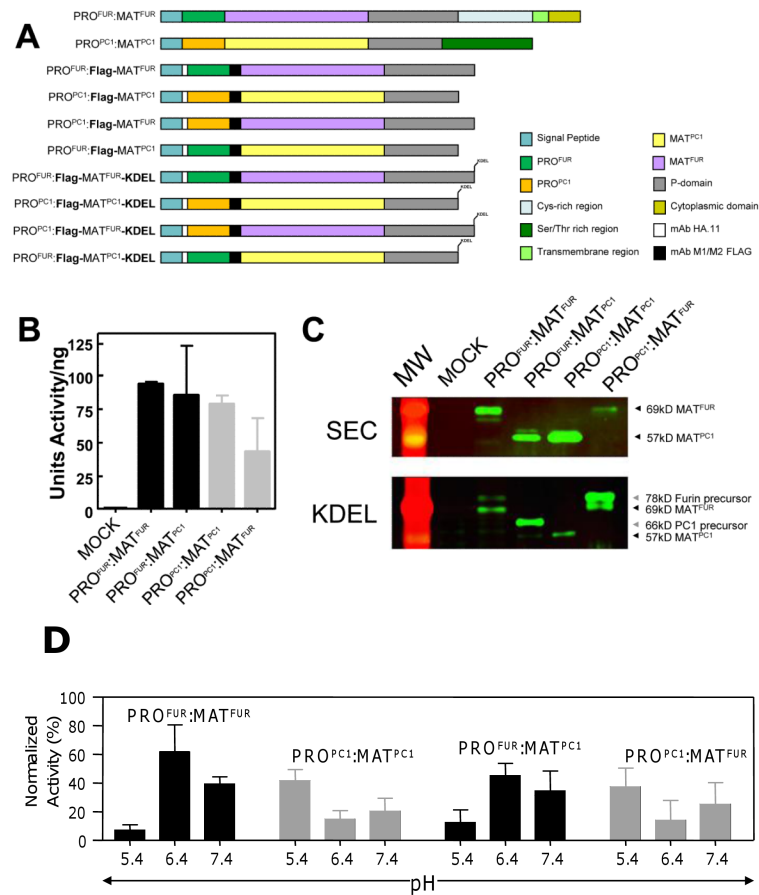 A
PROFUR:MATFUR
PROPC1:MATPC1
PROFUR:Flag-MATFUR
PROPC1:Flag-MATPC1
PROPC1:Flag-MATFUR
PROFUR:Flag-MATPC1
PROFUR:Flag-MATFUR-KDEL
KDEL
PROPC1:Flag-MATPC1-KDEL
KDEL
PROPC1:Flag-MATFUR-KDEL
KDEL
PROFUR:Flag-MATPC1-KDEL
KDEL
Signal Peptide
PROFUR
PROPC1
Cys-rich region
Ser/Thr rich region
Transmembrane region
MATPC1
MATFUR
P-domain
Cytoplasmic domain
mAb HA.11
mAb M1/M2 FLAG
B
Units Activity/ng
125
100
75
50
25
0
MOCK
PROFUR:MATFUR
PROFUR:MATPC1
PROPC1:MATPC1
PROPC1:MATFUR
C
MW
MOCK
PROFUR:MATFUR
PROFUR:MATPC1
PROPC1:MATPC1
PROPC1:MATFUR
SEC
69kD MATFUR
57kD MATPC1
KDEL
78kD Furin precursor
69kD MATFUR
66kD PC1 precursor
57kD MATPC1
D
Normalized
Activity (%)
100
80
60
40
20
0
PROFUR:MATFUR
PROPC1:MATPC1
PROFUR:MATPC1
PROPC1:MATFUR
5.4 6.4 7.4 5.4 6.4 7.4 5.4 6.4 7.4 5.4 6.4 7.4
pH